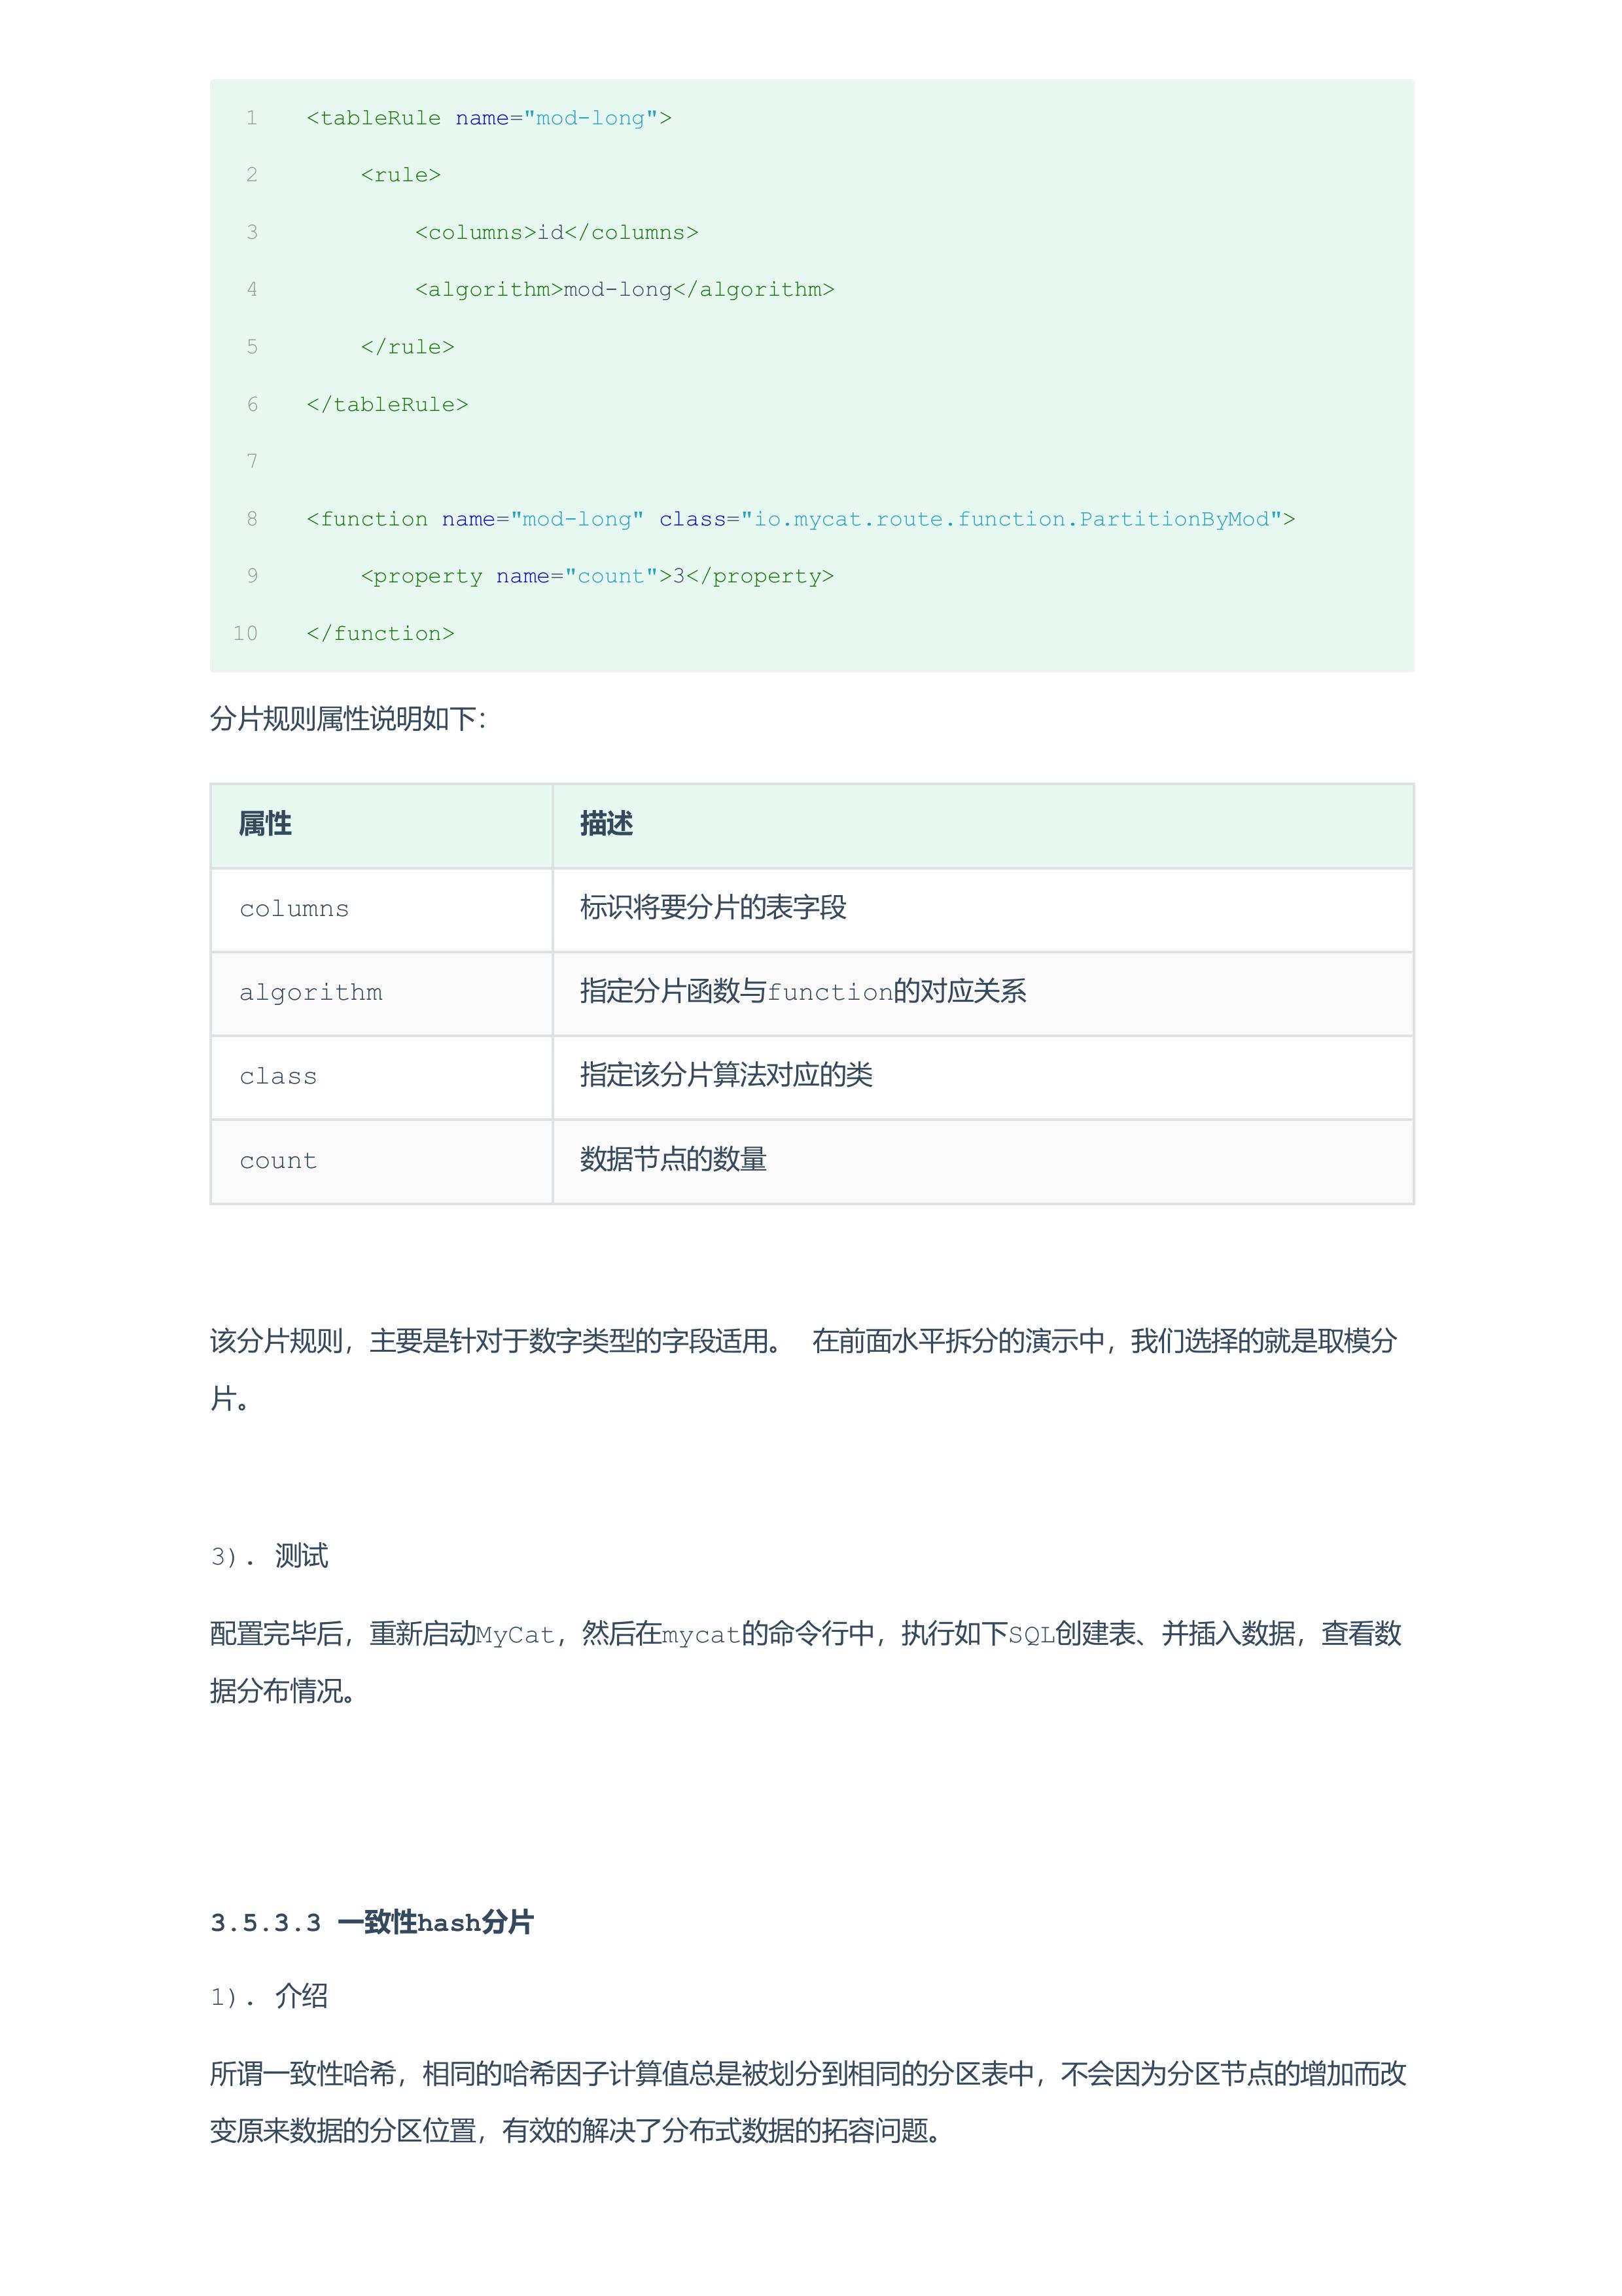 1 <tableRule name="mod-long">
2 <rule>
3 <columns>id</columns>
4 <algorithm>mod-long</algorithm>
5 </rule>
6 </tableRule>
7
8 <function name="mod-long" class="io.mycat.route.function.PartitionByMod">
9 <property name="count">3</property>
10 </function>
分片规则属性说明如下：
属性 描述
columns 标识将要分片的表字段
algorithm 指定分片函数与function的对应关系
class 指定该分片算法对应的类
count 数据节点的数量
该分片规则，主要是针对于数字类型的字段适用。 在前面水平拆分的演示中，我们选择的就是取模分
片。
3). 测试
配置完毕后，重新启动MyCat，然后在mycat的命令行中，执行如下SQL创建表、并插入数据，查看数
据分布情况。
3.5.3.3 一致性hash分片
1). 介绍
所谓一致性哈希，相同的哈希因子计算值总是被划分到相同的分区表中，不会因为分区节点的增加而改
变原来数据的分区位置，有效的解决了分布式数据的拓容问题。